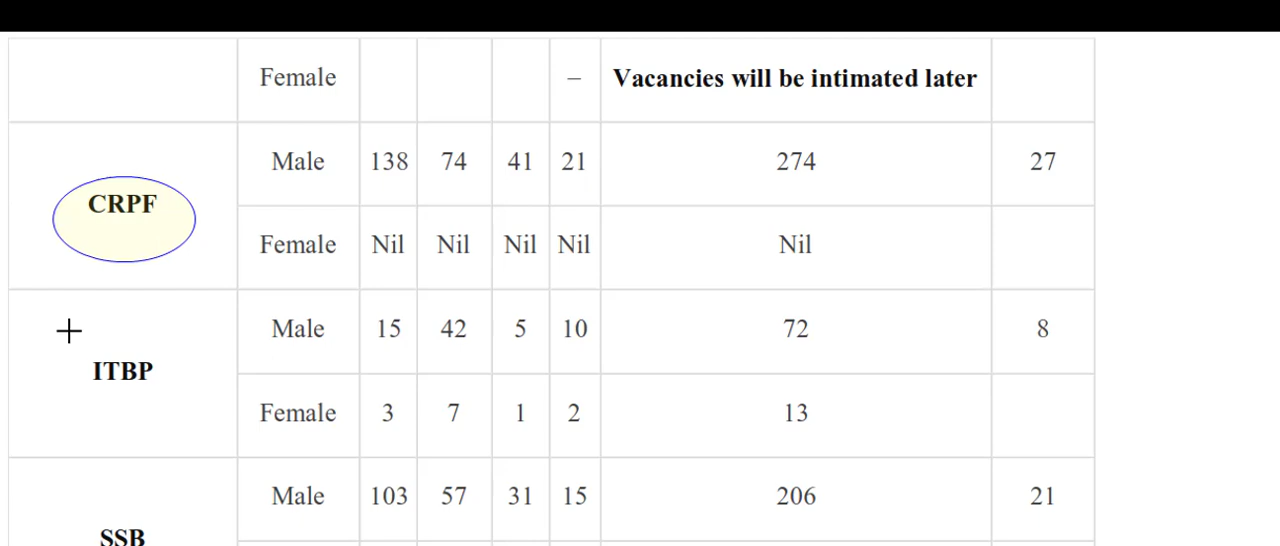 Female – Vacancies will be intimated later
Male 138 74 41 21 274 27
CRPF
Female Nil Nil Nil Nil Nil
Male 15 42 5 10 72 8
ITBP
Female 3 7 1 2 13
Male 103 57 31 15 206 21
SSB